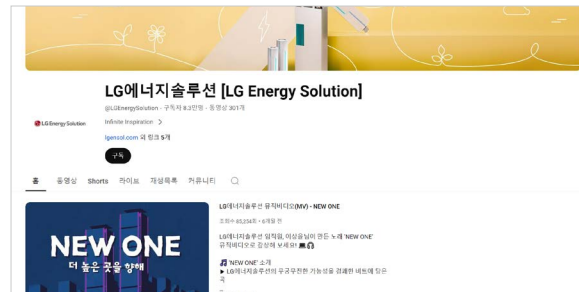 LG에너지솔루션 [LG Energy Solution]
@LGEnergySolution · 구독자 8.3만명 · 동영상 301개
LG Energy Solution
Infinite Inspiration >
lgensol.com 외 링크 5개
구독
홈 동영상 Shorts 라이브 재생목록 커뮤니티
LG에너지솔루션 뮤직비디오(MV) - NEW ONE
조회수 85,254회 • 6개월 전
LG에너지솔루션 임직원, 이상윤님이 만든 노래 'NEW ONE'
뮤직비디오로 감상해 보세요!
NEW ONE
더 높은 곳을 향해
'NEW ONE' 소개
▶ LG에너지솔루션의 무궁무진한 가능성을 경쾌한 비트에 담은
곡